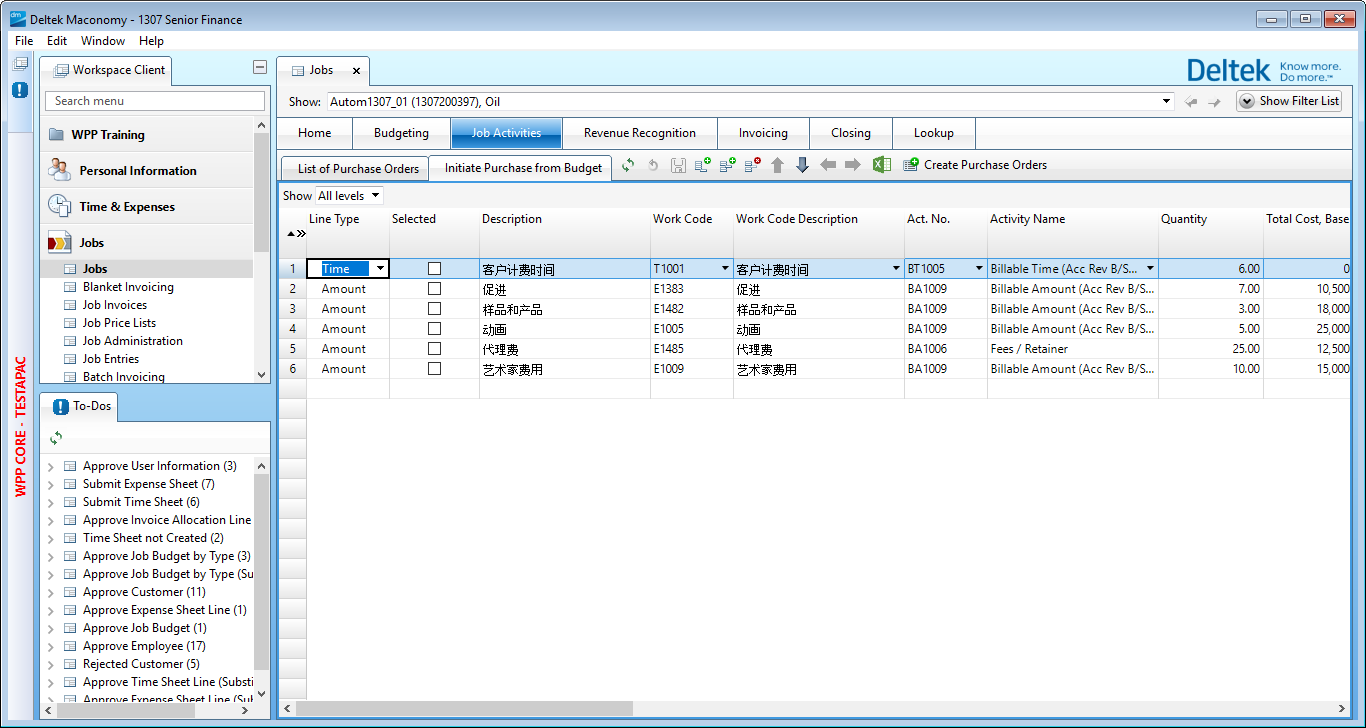 Deltek Maconomy - 1307 Senior Finance
File Edit Window Help
Workspace Client
Search menu
WPP Training
Personal Information
Time & Expenses
Jobs
Jobs
Blanket Invoicing
Job Invoices
Job Price Lists
Job Administration
Job Entries
Batch Invoicing
To-Dos
Approve User Information (3)
Submit Expense Sheet (7)
Submit Time Sheet (6)
Approve Invoice Allocation Line
Time Sheet not Created (2)
Approve Job Budget by Type (3)
Approve Job Budget by Type (Su
Approve Customer (11)
Approve Expense Sheet Line (1)
Approve Job Budget (1)
Approve Employee (17)
Rejected Customer (5)
Approve Time Sheet Line (Substi
Approve Expense Sheet Line (Sul
WPP CORE - TESTAPAC
Jobs
Deltek Know more. Do more.™
Show: Autom1307_01 (1307200397), Oil Show Filter List
Home Budgeting Job Activities Revenue Recognition Invoicing Closing Lookup
List of Purchase Orders Initiate Purchase from Budget Create Purchase Orders
Show All levels
Line Type Selected Description Work Code Work Code Description Act. No. Activity Name Quantity Total Cost, Base
1 Time 客户计费时间 T1001 客户计费时间 BT1005 Billable Time (Acc Rev B/S... 6.00 0
2 Amount 促进 E1383 促进 BA1009 Billable Amount (Acc Rev B/S... 7.00 10,500
3 Amount 样品和产品 E1482 样品和产品 BA1009 Billable Amount (Acc Rev B/S... 3.00 18,000
4 Amount 动画 E1005 动画 BA1009 Billable Amount (Acc Rev B/S... 5.00 25,000
5 Amount 代理费 E1485 代理费 BA1006 Fees / Retainer 25.00 12,500
6 Amount 艺术家费用 E1009 艺术家费用 BA1009 Billable Amount (Acc Rev B/S... 10.00 15,000